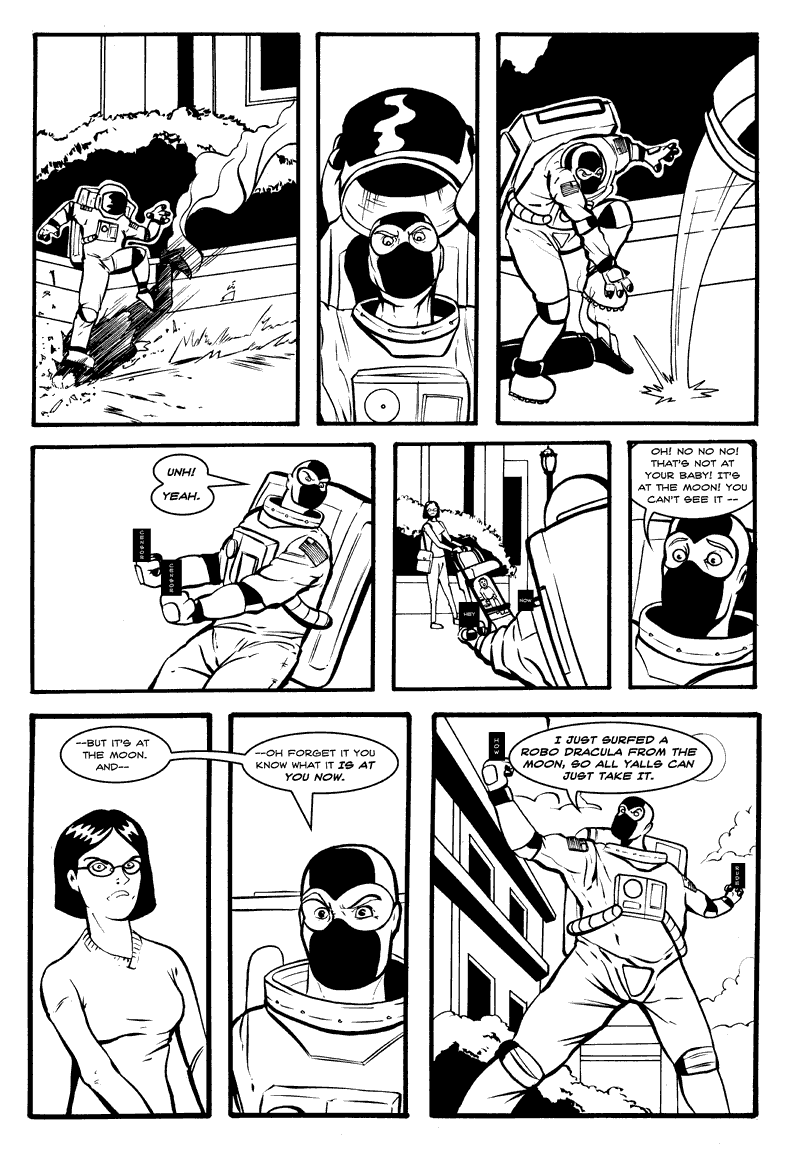 UNH!
YEAH.
OH! NO NO NO!
THAT'S NOT AT
YOUR BABY! IT'S
AT THE MOON! YOU
CAN'T SEE IT --
HEY
NOW
--BUT IT'S AT
THE MOON.
AND--
--OH FORGET IT YOU
KNOW WHAT IT IS AT
YOU NOW.
I JUST SURFED A
ROBO DRACULA FROM THE
MOON, SO ALL YALLS CAN
JUST TAKE IT.